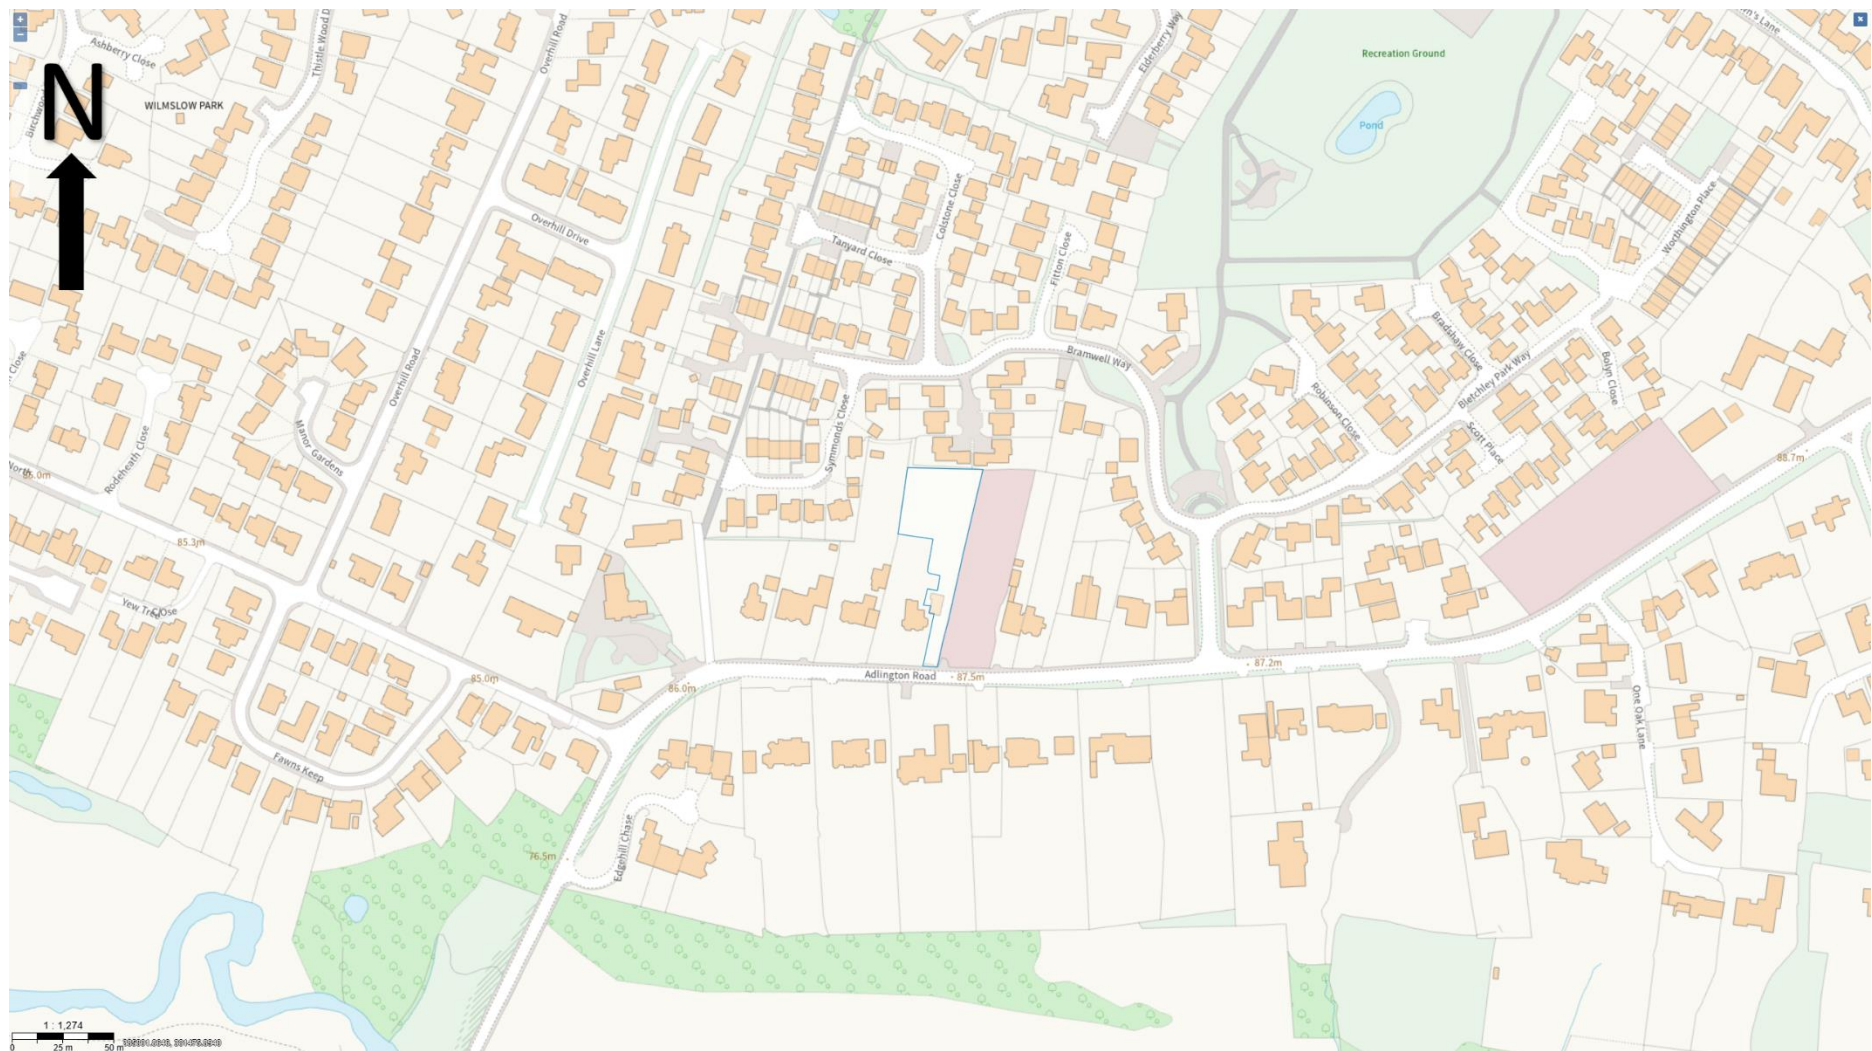 Ashberry Close
Thistle Wood D
Overhill Road
Elderberry Way
n's Lane
Recreation Ground
N
WILMSLOW PARK
Pond
Overhill Drive
Tanyard Close
Colstone Close
Fitton Close
Worthington Place
Overhill Lane
Overhill Road
Bramwell Way
Bradshaw Close
Bletchley Park Way
Bollyn Close
Robinson Close
Scott Place
e Close
Manor
Gardens
Rodeheath Close
Symmonds Close
North
88.7m
85.3m
Yew Tree
Close
85.0m
86.0m
Adlington Road
87.5m
87.2m
One Oak Lane
Fawns Keep
Edgehill Chase
76.5m
1 : 1,274
0
25 m
50 m